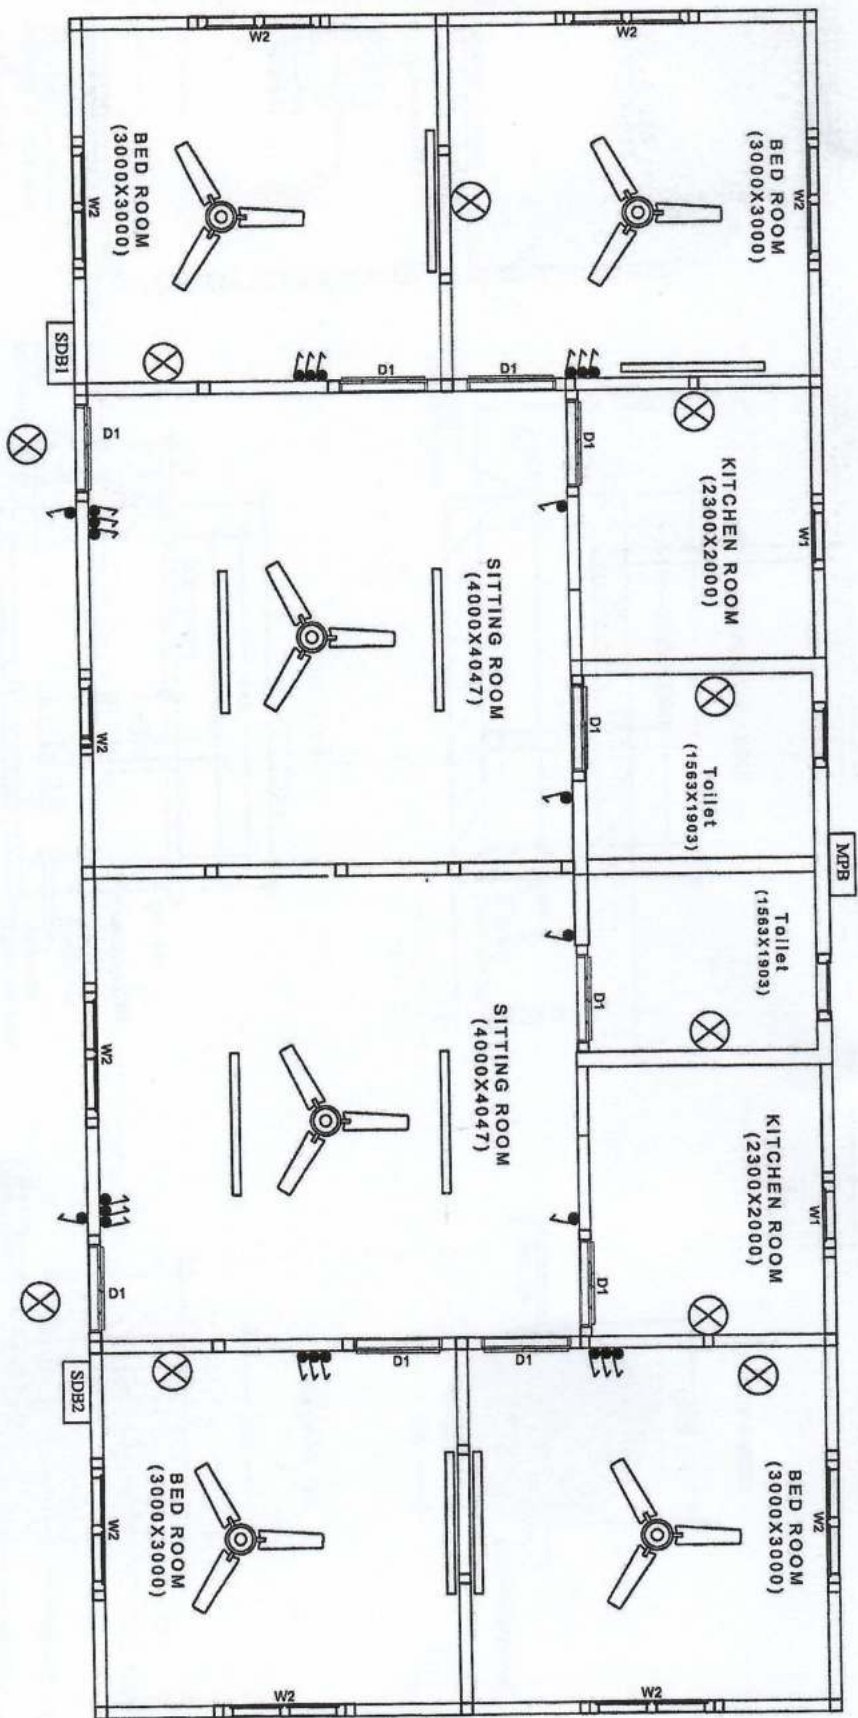 MPB
W2
W1
W1
W2
BED ROOM
(3000X3000)
KITCHEN ROOM
(2300X2000)
Toilet
(1563X1903)
Toilet
(1563X1903)
KITCHEN ROOM
(2300X2000)
BED ROOM
(3000X3000)
W2
D1
D1
D1
D1
W2
D1
D1
SITTING ROOM
(4000X4047)
SITTING ROOM
(4000X4047)
D1
D1
W2
W2
BED ROOM
(3000X3000)
BED ROOM
(3000X3000)
D1
D1
W2
W2
W2
W2
SDB1
SDB2